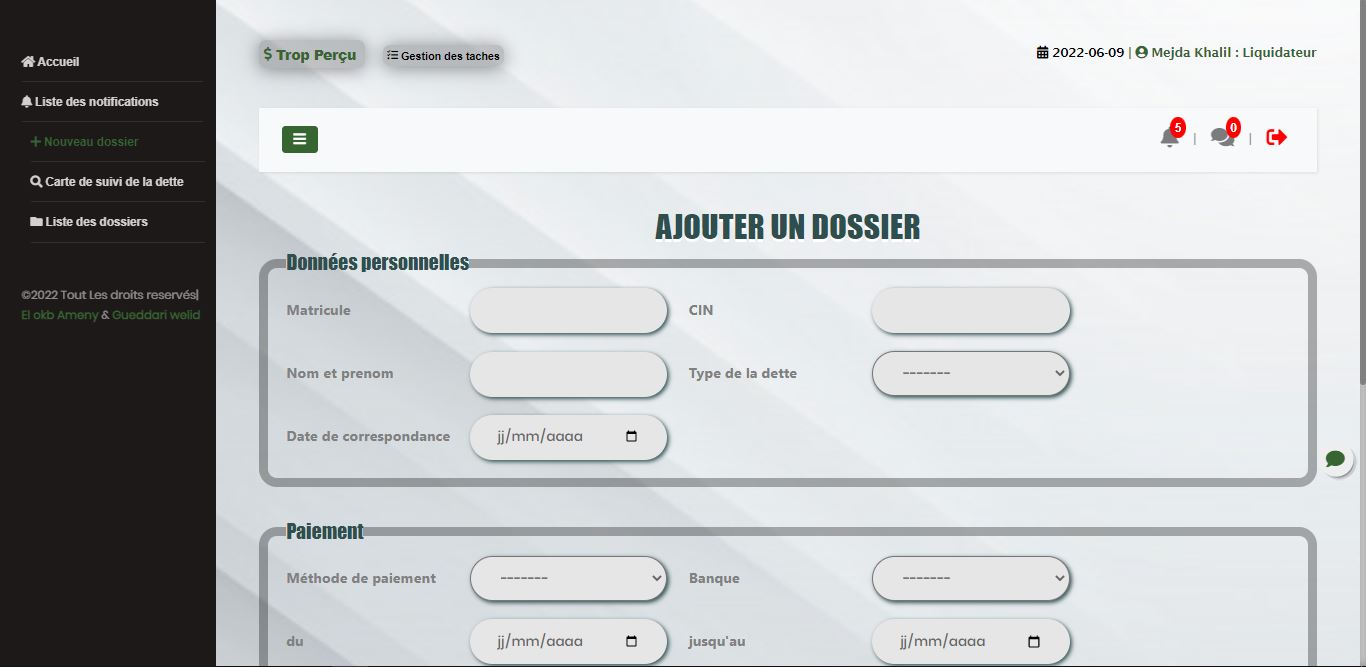 Accueil
Liste des notifications
Nouveau dossier
Carte de suivi de la dette
Liste des dossiers
©2022 Tout Les droits reservés|
El okb Ameny & Gueddari welid
$ Trop Perçu
Gestion des taches
2022-06-09 | Mejda Khalil : Liquidateur
5 | 0 |
AJOUTER UN DOSSIER
Données personnelles
Matricule
CIN
Nom et prenom
Type de la dette
-------
Date de correspondance
jj/mm/aaaa
Paiement
Méthode de paiement
-------
Banque
-------
du
jj/mm/aaaa
jusqu'au
jj/mm/aaaa